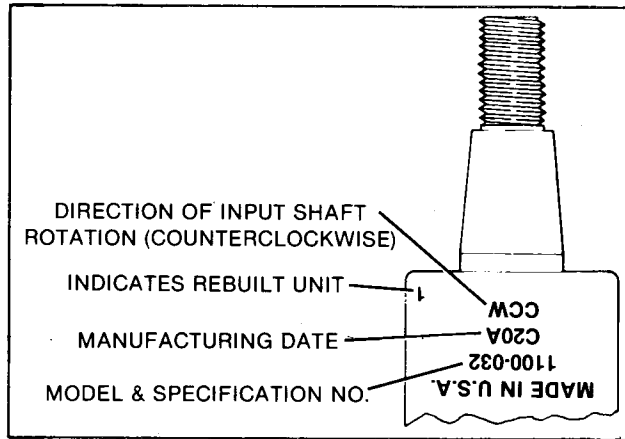 DIRECTION OF INPUT SHAFT
ROTATION (COUNTERCLOCKWISE)
INDICATES REBUILT UNIT
MANUFACTURING DATE
MODEL & SPECIFICATION NO.
MADE IN U.S.A.
1100-032
C20A
CCW
1